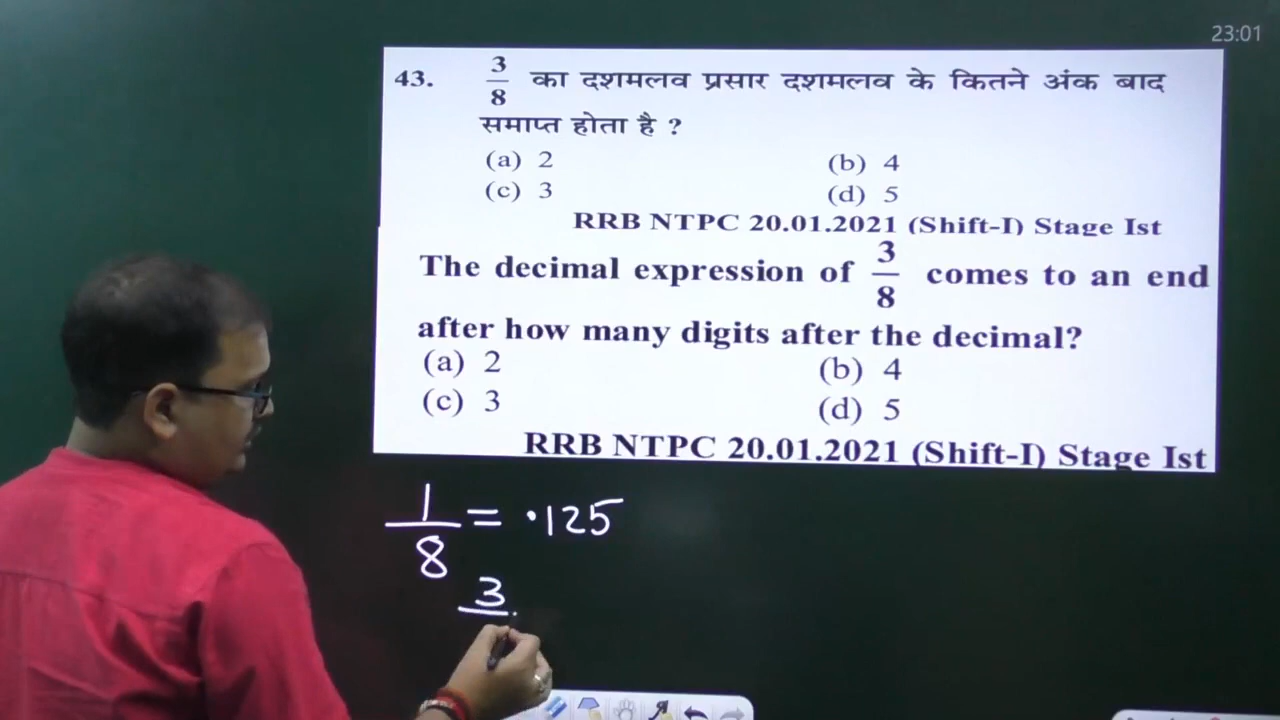 23:01
43. 3/8 का दशमलव प्रसार दशमलव के कितने अंक बाद
समाप्त होता है ?
(a) 2 (b) 4
(c) 3 (d) 5
RRB NTPC 20.01.2021 (Shift-I) Stage Ist
The decimal expression of 3/8 comes to an end
after how many digits after the decimal?
(a) 2 (b) 4
(c) 3 (d) 5
RRB NTPC 20.01.2021 (Shift-I) Stage Ist
1/8 = .125
3